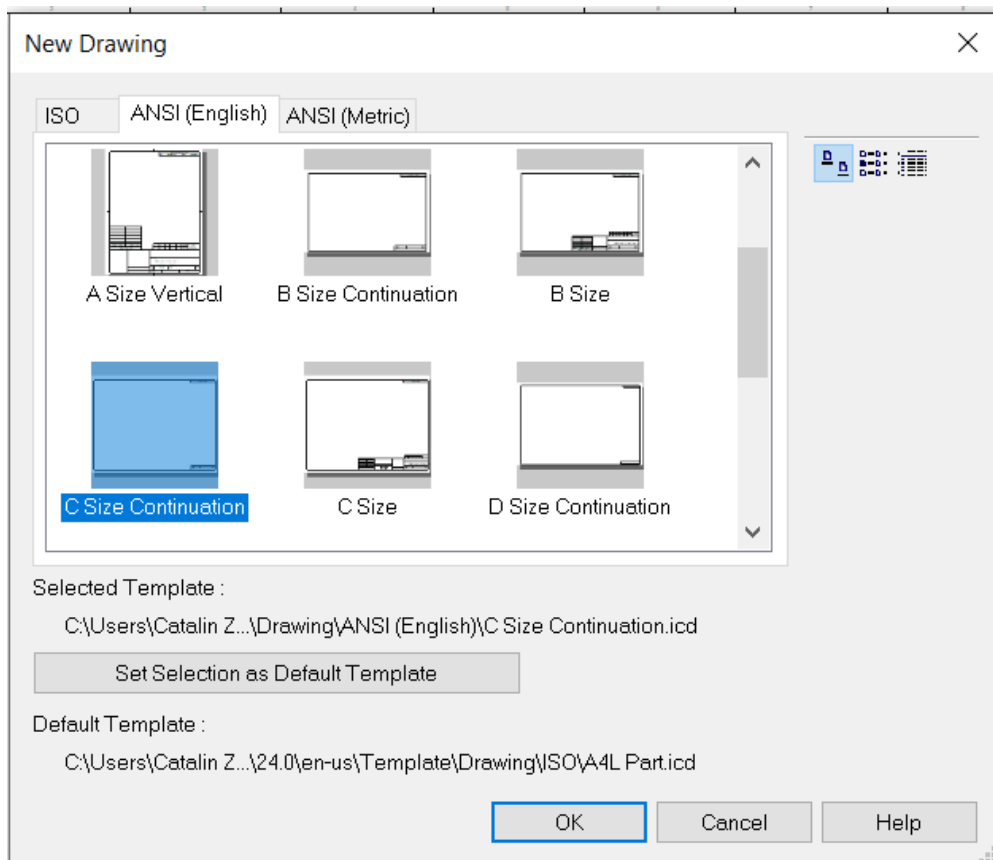 New Drawing
ISO
ANSI (English)
ANSI (Metric)
A Size Vertical
B Size Continuation
B Size
C Size Continuation
C Size
D Size Continuation
Selected Template :
C:\Users\Catalin Z...\Drawing\ANSI (English)\C Size Continuation.icd
Set Selection as Default Template
Default Template :
C:\Users\Catalin Z...\24.0\en-us\Template\Drawing\ISO\A4L Part.icd
OK
Cancel
Help